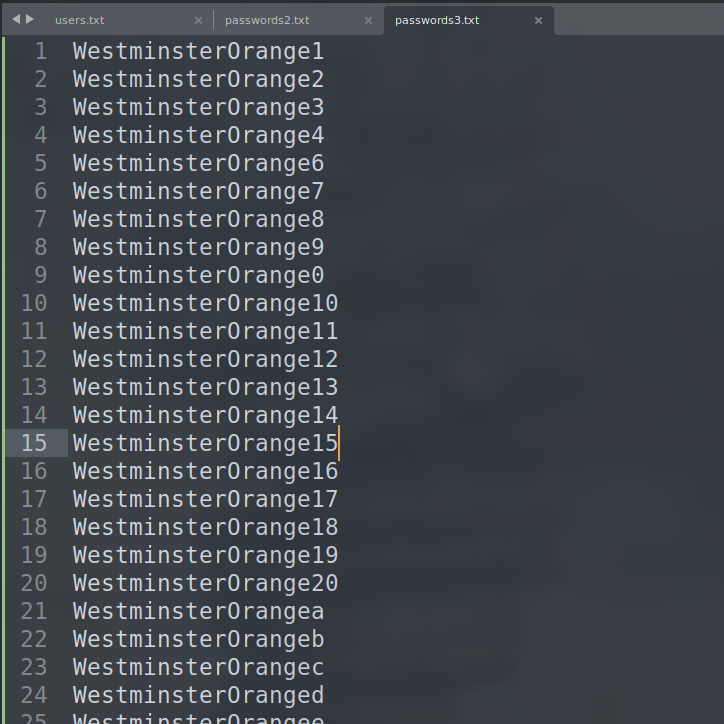 users.txt × passwords2.txt × passwords3.txt ×
1 WestminsterOrange1
2 WestminsterOrange2
3 WestminsterOrange3
4 WestminsterOrange4
5 WestminsterOrange6
6 WestminsterOrange7
7 WestminsterOrange8
8 WestminsterOrange9
9 WestminsterOrange0
10 WestminsterOrange10
11 WestminsterOrange11
12 WestminsterOrange12
13 WestminsterOrange13
14 WestminsterOrange14
15 WestminsterOrange15
16 WestminsterOrange16
17 WestminsterOrange17
18 WestminsterOrange18
19 WestminsterOrange19
20 WestminsterOrange20
21 WestminsterOrangea
22 WestminsterOrangeb
23 WestminsterOrangec
24 WestminsterOranged
25 WestminsterOrangee